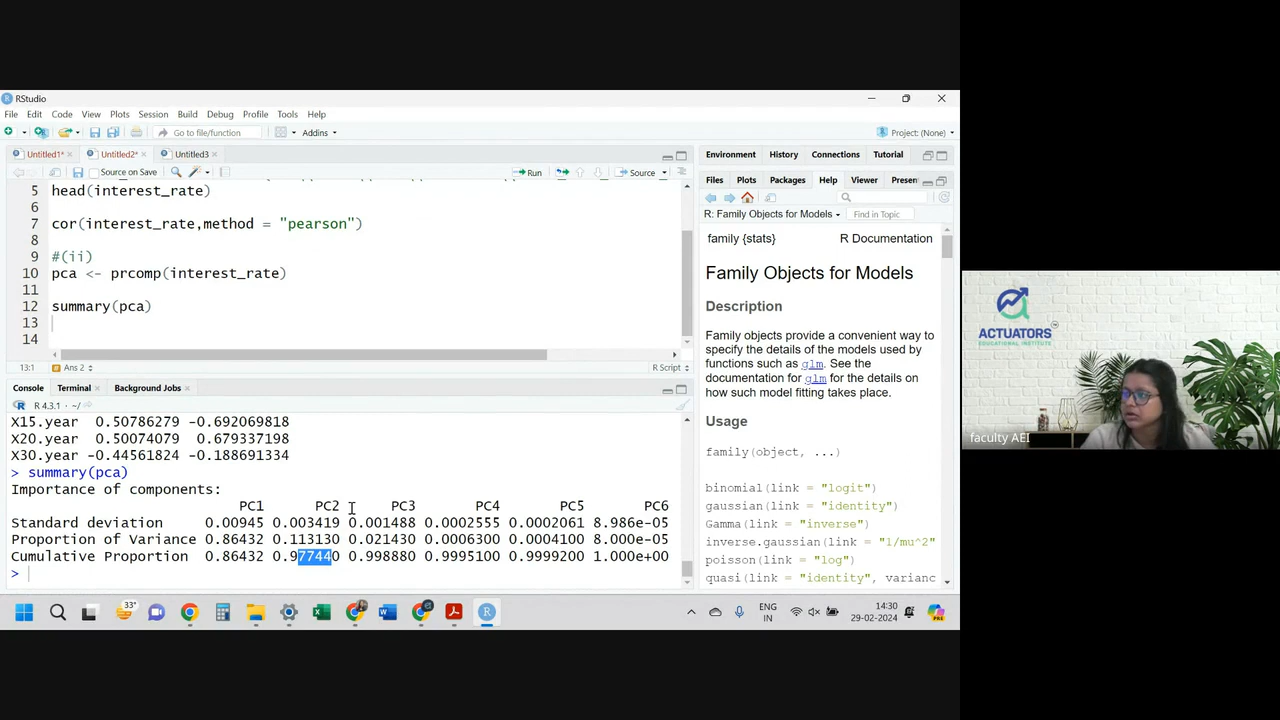 RStudio
File Edit Code View Plots Session Build Debug Profile Tools Help
Go to file/function
Addins
Project: (None)
Untitled1*
Untitled2*
Untitled3
Source on Save
Run
Source
5 head(interest_rate)
6
7 cor(interest_rate,method = "pearson")
8
9 #(ii)
10 pca <- prcomp(interest_rate)
11
12 summary(pca)
13
14
13:1
Ans 2
R Script
Console Terminal Background Jobs
R 4.3.1 · ~/
X15.year 0.50786279 -0.692069818
X20.year 0.50074079 0.679337198
X30.year -0.44561824 -0.188691334
> summary(pca)
Importance of components:
PC1 PC2 PC3 PC4 PC5 PC6
Standard deviation 0.00945 0.003419 0.001488 0.0002555 0.0002061 8.986e-05
Proportion of Variance 0.86432 0.113130 0.021430 0.0006300 0.0004100 8.000e-05
Cumulative Proportion 0.86432 0.977440 0.998880 0.9995100 0.9999200 1.000e+00
>
Environment History Connections Tutorial
Files Plots Packages Help Viewer Presen
R: Family Objects for Models
Find in Topic
family {stats}
R Documentation
Family Objects for Models
Description
Family objects provide a convenient way to
specify the details of the models used by
functions such as glm. See the
documentation for glm for the details on
how such model fitting takes place.
Usage
family(object, ...)
binomial(link = "logit")
gaussian(link = "identity")
Gamma(link = "inverse")
inverse.gaussian(link = "1/mu^2"
poisson(link = "log")
quasi(link = "identity", varianc
33°
ENG
IN
14:30
29-02-2024
ACTUATORS
EDUCATIONAL INSTITUTE
TM
faculty AEI